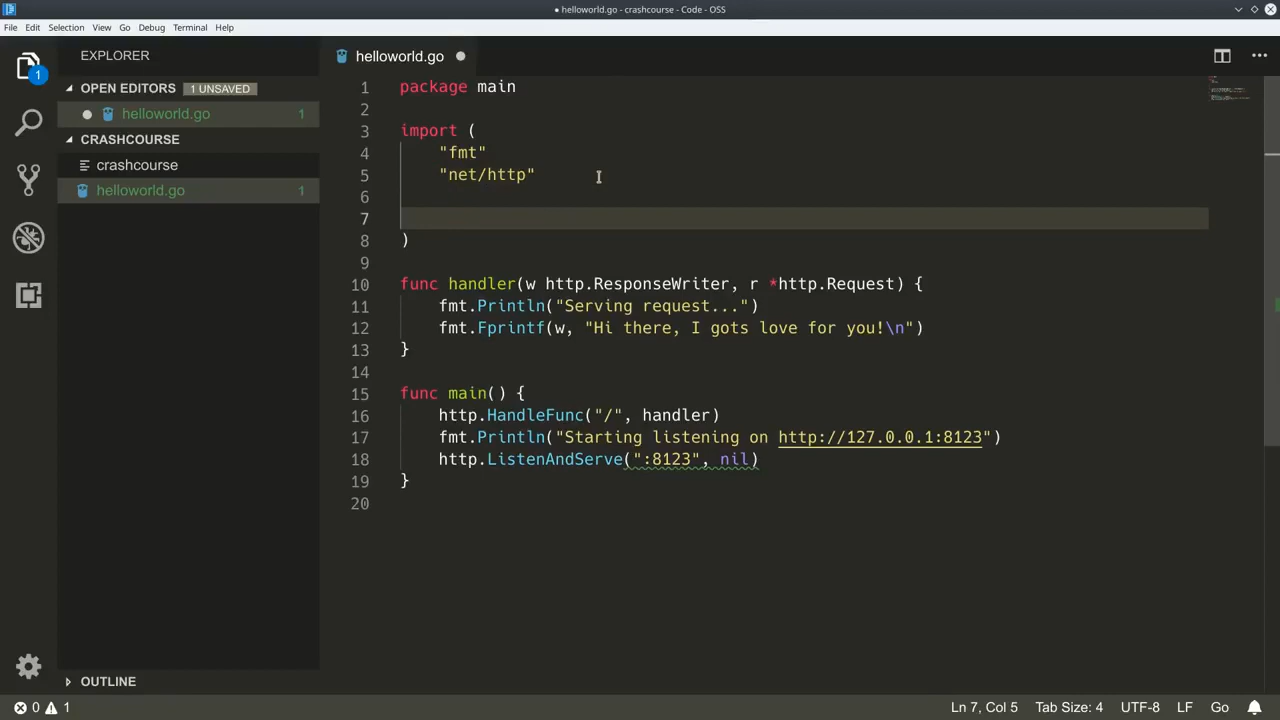 helloworld.go - crashcourse - Code - OSS
File Edit Selection View Go Debug Terminal Help
EXPLORER
1
OPEN EDITORS 1 UNSAVED
helloworld.go 1
CRASHCOURSE
crashcourse
helloworld.go 1
OUTLINE
helloworld.go
1 package main
2
3 import (
4 "fmt"
5 "net/http"
6
7
8 )
9
10 func handler(w http.ResponseWriter, r *http.Request) {
11 fmt.Println("Serving request...")
12 fmt.Fprintf(w, "Hi there, I gots love for you!\n")
13 }
14
15 func main() {
16 http.HandleFunc("/", handler)
17 fmt.Println("Starting listening on http://127.0.0.1:8123")
18 http.ListenAndServe(":8123", nil)
19 }
20
0 1 Ln 7, Col 5 Tab Size: 4 UTF-8 LF Go